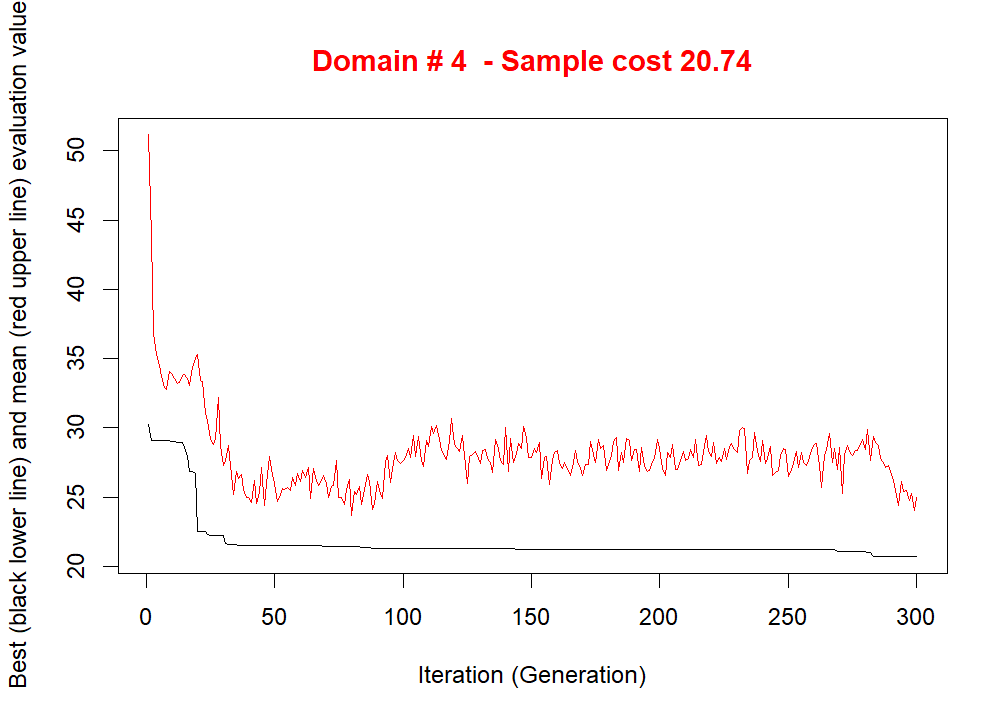 Domain # 4  - Sample cost 20.74
Best (black lower line) and mean (red upper line) evaluation value
50
45
40
35
30
25
20
0 50 100 150 200 250 300
Iteration (Generation)